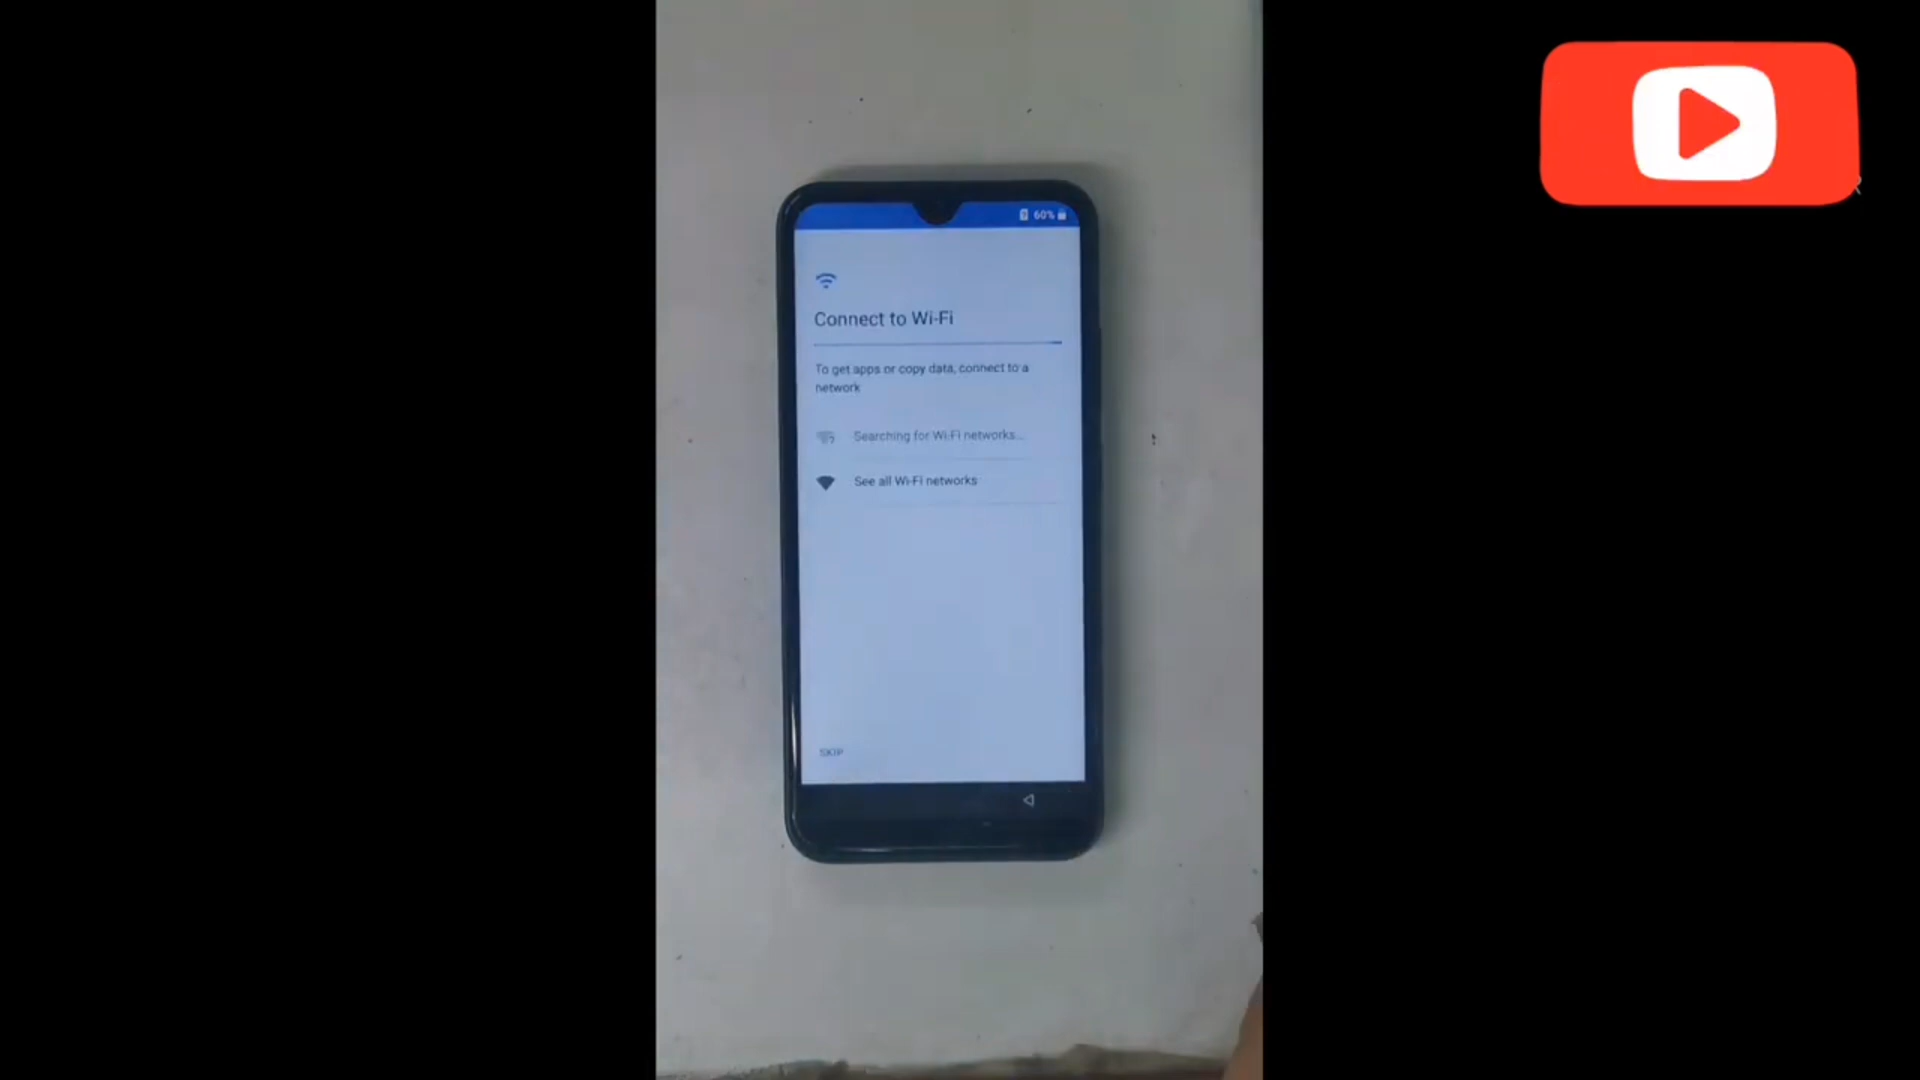 60%
Connect to Wi-Fi
To get apps or copy data, connect to a
network
Searching for Wi-Fi networks...
See all Wi-Fi networks
SKIP